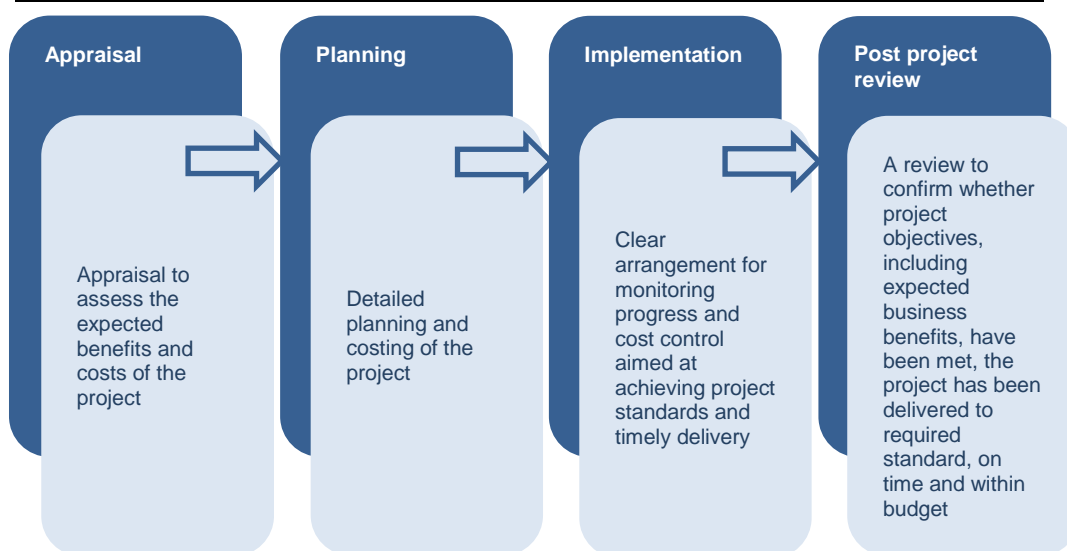 Appraisal
Appraisal to
assess the
expected
benefits and
costs of the
project
Planning
Detailed
planning and
costing of the
project
Implementation
Clear
arrangement for
monitoring
progress and
cost control
aimed at
achieving project
standards and
timely delivery
Post project
review
A review to
confirm whether
project
objectives,
including
expected
business
benefits, have
been met, the
project has been
delivered to
required
standard, on
time and within
budget